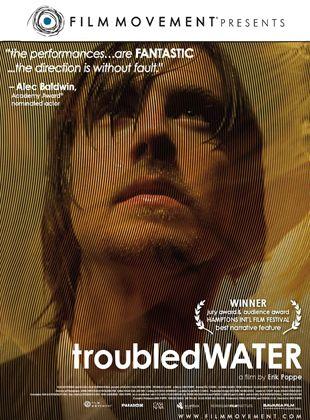 FILM MOVEMENT® PRESENTS
"the performances...are FANTASTIC
...the direction is without fault."
– Alec Baldwin,
Academy Award®
nominated actor
WINNER
jury award & audience award
HAMPTONS INT'L FILM FESTIVAL
best narrative feature
troubledWATER
a film by Erik Poppe
PARADOX
WWW.FILMMOVEMENT.COM